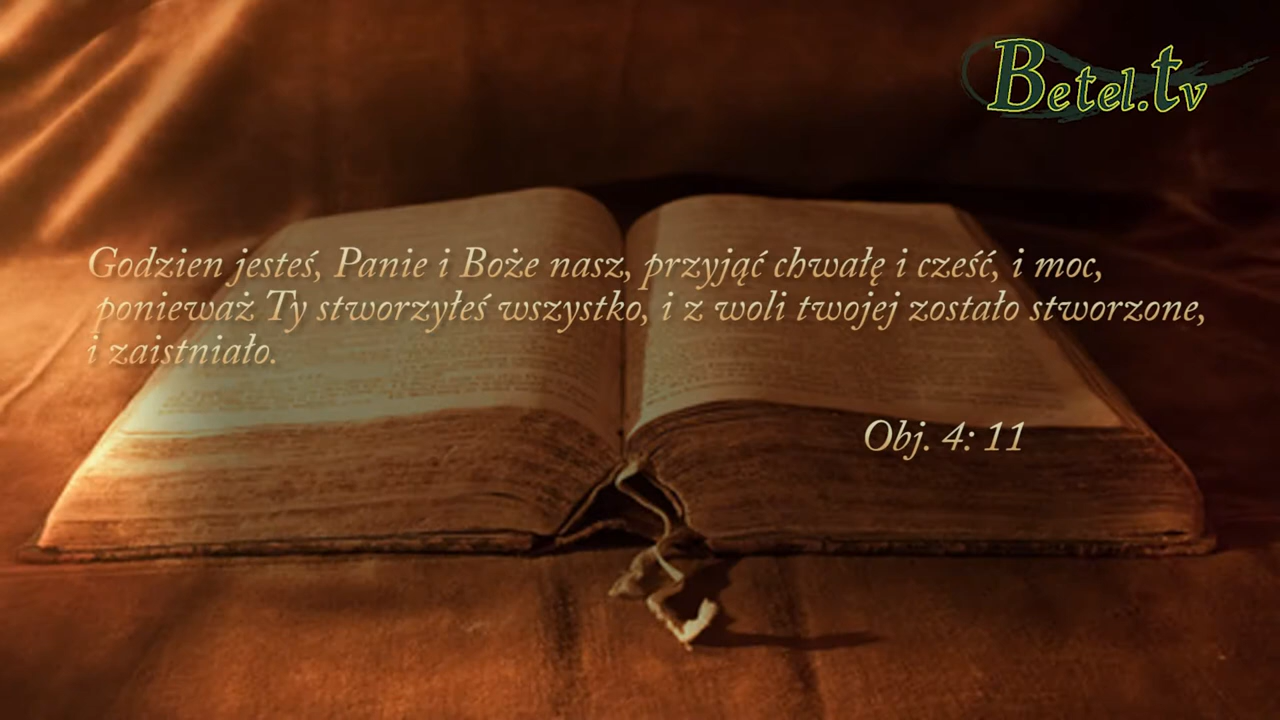 Betel.tv
Godzien jesteś, Panie i Boże nasz, przyjąć chwałę i cześć, i moc,
ponieważ Ty stworzyłeś wszystko, i z woli twojej zostało stworzone,
i zaistniało.
Obj. 4: 11